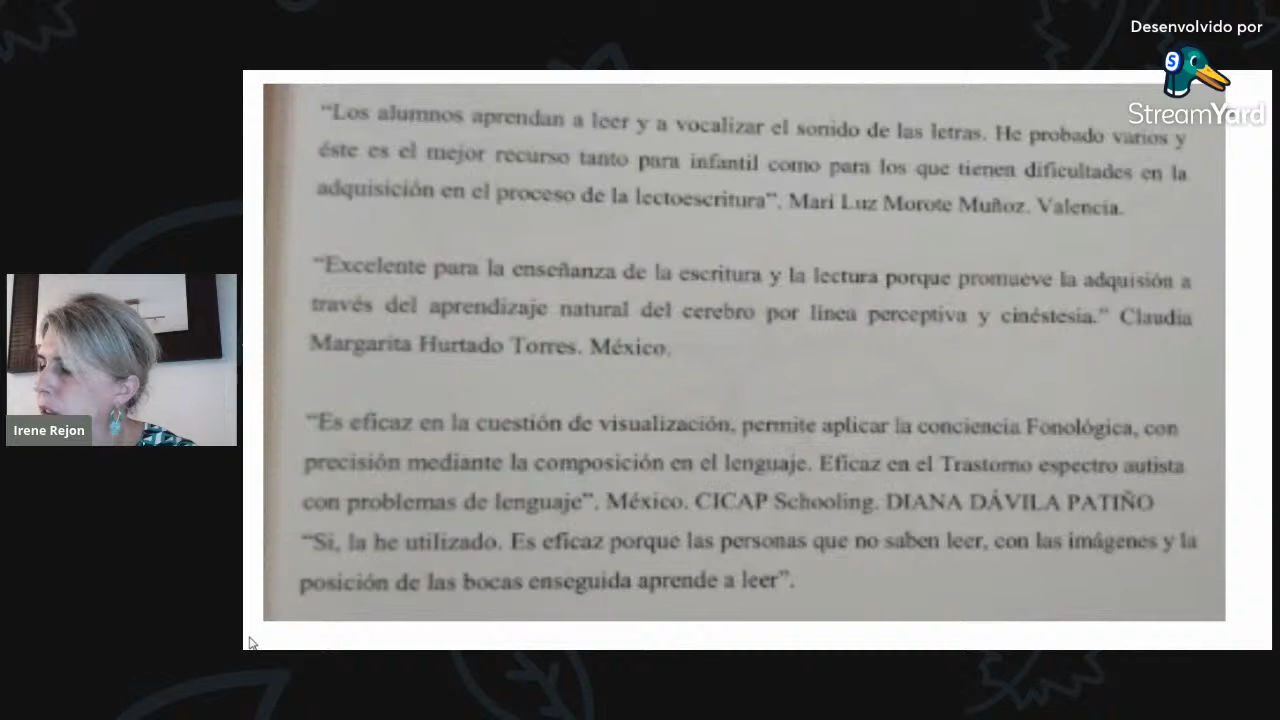 Desenvolvido por
StreamYard
“Los alumnos aprendan a leer y a vocalizar el sonido de las letras. He probado varios y
éste es el mejor recurso tanto para infantil como para los que tienen dificultades en la
adquisición en el proceso de la lectoescritura”. Mari Luz Morote Muñoz. Valencia.
“Excelente para la enseñanza de la escritura y la lectura porque promueve la adquisión a
través del aprendizaje natural del cerebro por línea perceptiva y cinéstesia.” Claudia
Margarita Hurtado Torres. México.
“Es eficaz en la cuestión de visualización, permite aplicar la conciencia Fonológica, con
precisión mediante la composición en el lenguaje. Eficaz en el Trastorno espectro autista
con problemas de lenguaje”. México. CICAP Schooling. DIANA DÁVILA PATIÑO
“Si, la he utilizado. Es eficaz porque las personas que no saben leer, con las imágenes y la
posición de las bocas enseguida aprende a leer”.
Irene Rejon